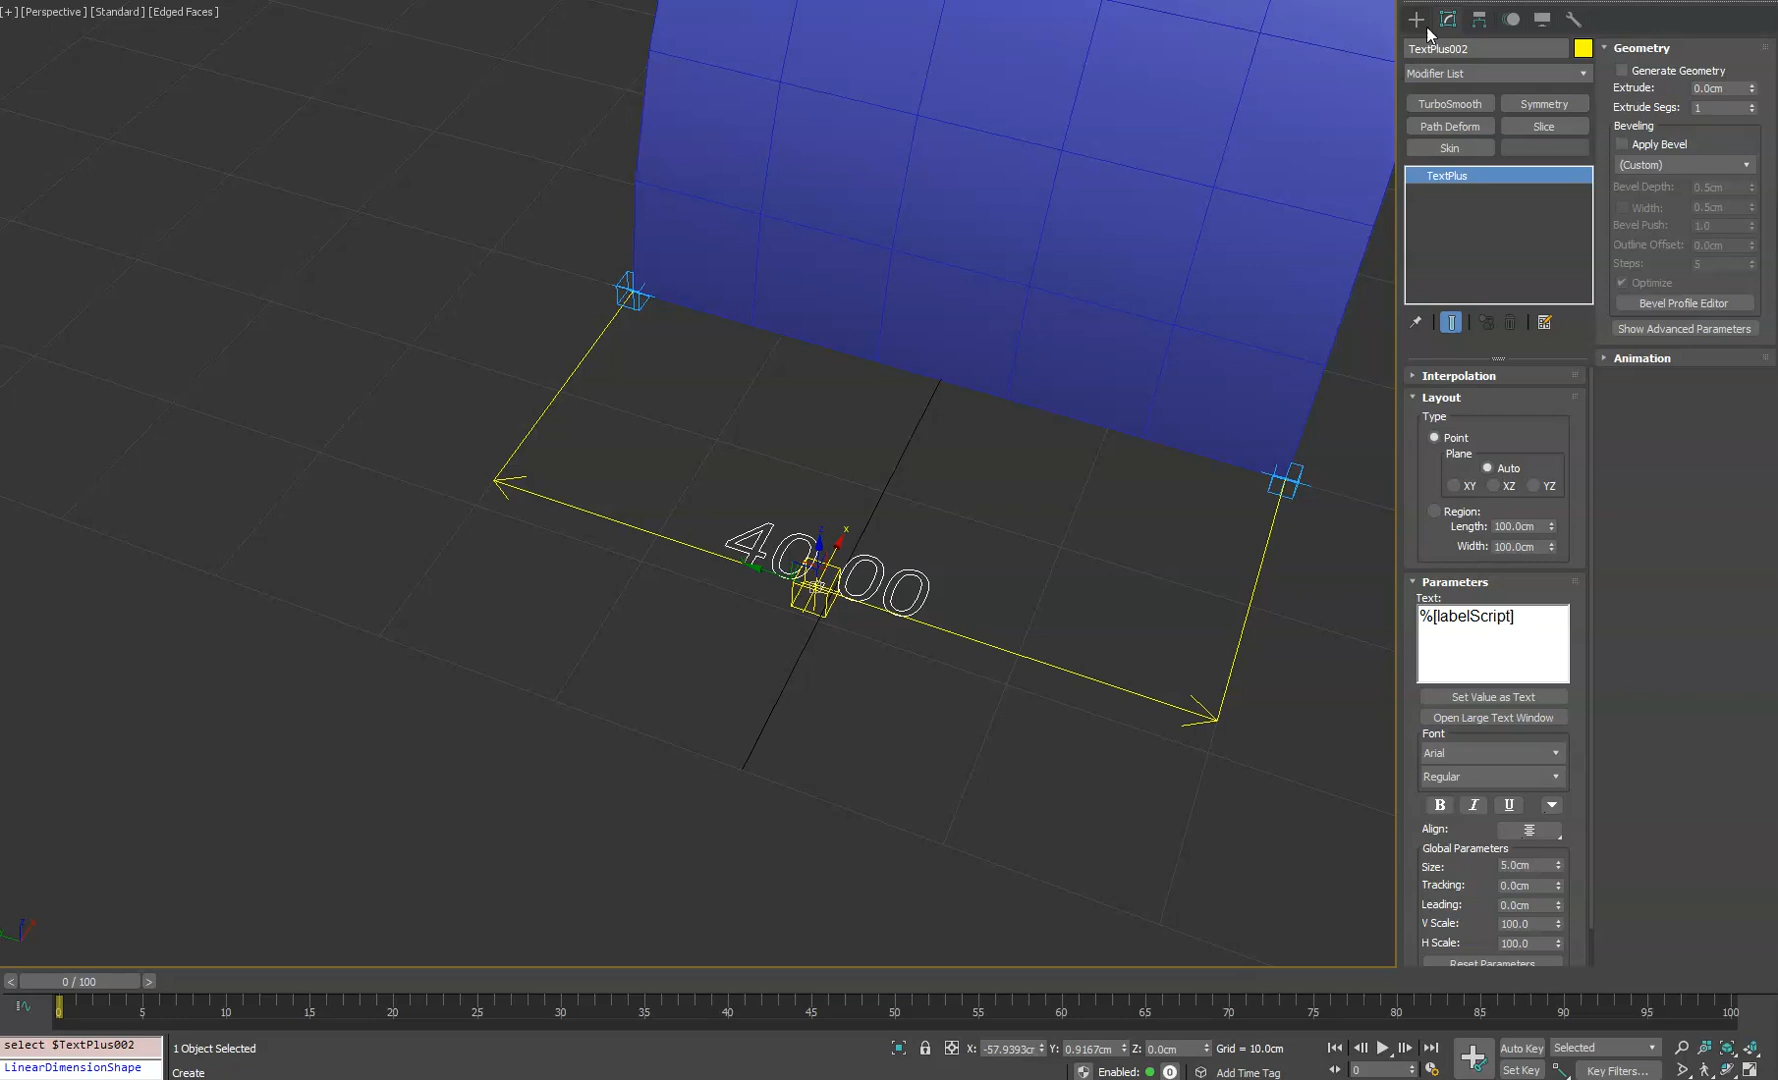 [+] [Perspective] [Standard] [Edged Faces]
TextPlus002
Modifier List
TurboSmooth Symmetry
Path Deform Slice
Skin
TextPlus
Geometry
Generate Geometry
Extrude: 0.0cm
Extrude Segs: 1
Beveling
Apply Bevel
(Custom)
Bevel Depth: 0.5cm
Width: 0.5cm
Bevel Push: 1.0
Outline Offset: 0.0cm
Steps: 5
Optimize
Bevel Profile Editor
Show Advanced Parameters
Animation
Interpolation
Layout
Type
Point
Plane
Auto
XY XZ YZ
Region:
Length: 100.0cm
Width: 100.0cm
Parameters
Text:
%[labelScript]
Set Value as Text
Open Large Text Window
Font
Arial
Regular
B I U
Align:
Global Parameters
Size: 5.0cm
Tracking: 0.0cm
Leading: 0.0cm
V Scale: 100.0
H Scale: 100.0
Reset Parameters
x
< 0 / 100 >
0 5 10 15 20 25 30 35 40 45 50 55 60 65 70 75 80 85 90 95 100
select $TextPlus002
LinearDimensionShape
1 Object Selected
Create
X: -57.9393cr Y: 0.9167cm Z: 0.0cm Grid = 10.0cm
Enabled: 0 Add Time Tag
0
Auto Key Selected
Set Key Key Filters...